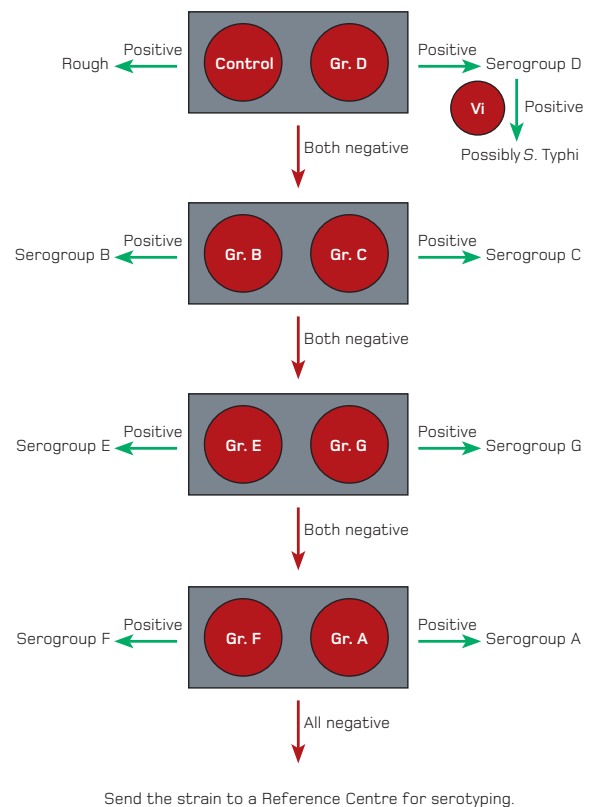 Positive
Rough
Control
Gr. D
Positive
Serogroup D
Vi
Positive
Possibly S. Typhi
Both negative
Positive
Serogroup B
Gr. B
Gr. C
Positive
Serogroup C
Both negative
Positive
Serogroup E
Gr. E
Gr. G
Positive
Serogroup G
Both negative
Positive
Serogroup F
Gr. F
Gr. A
Positive
Serogroup A
All negative
Send the strain to a Reference Centre for serotyping.